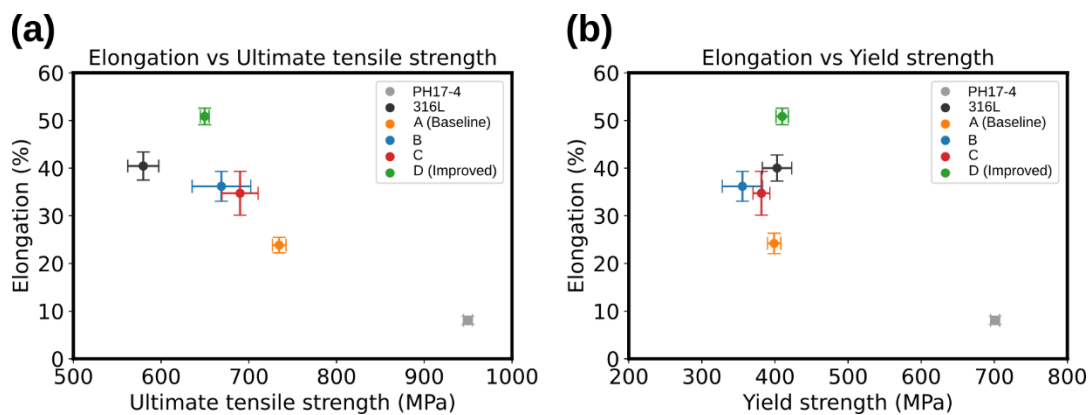 (a)
Elongation vs Ultimate tensile strength
60
50
40
30
20
10
0
Elongation (%)
500 600 700 800 900 1000
Ultimate tensile strength (MPa)
PH17-4
316L
A (Baseline)
B
C
D (Improved)
(b)
Elongation vs Yield strength
60
50
40
30
20
10
0
Elongation (%)
200 300 400 500 600 700 800
Yield strength (MPa)
PH17-4
316L
A (Baseline)
B
C
D (Improved)